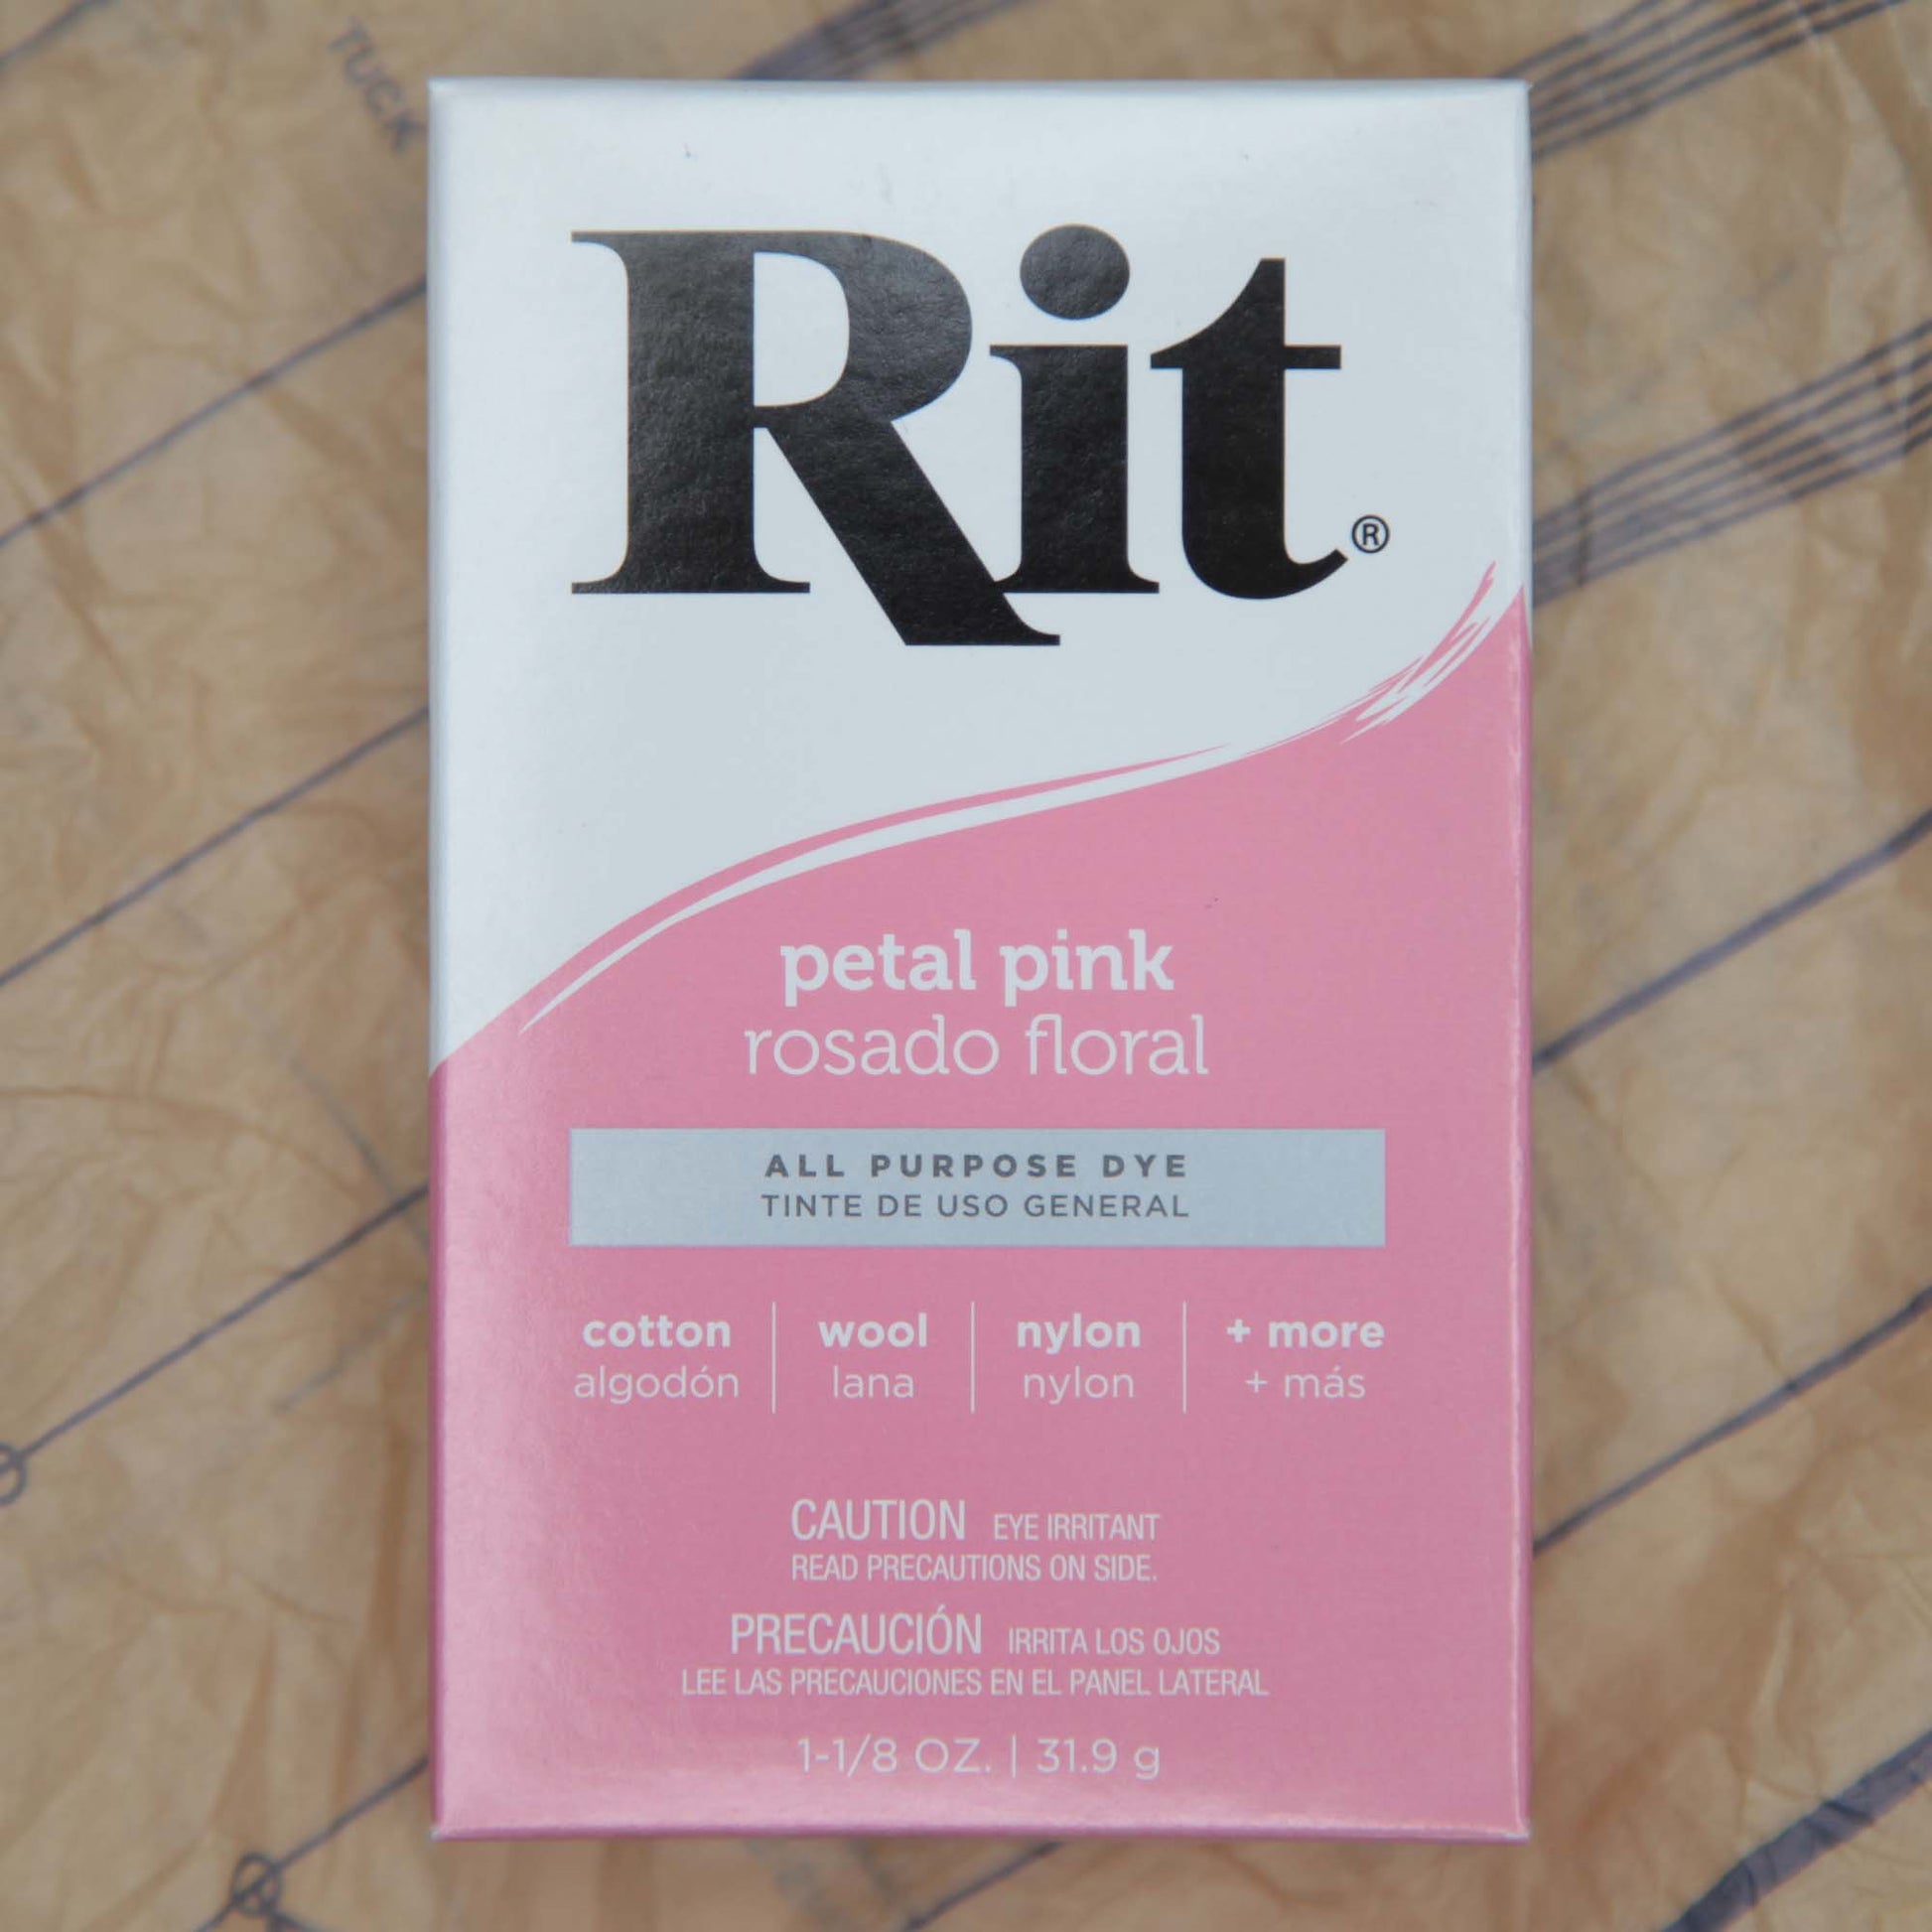 TUCK
Rit®
petal pink
rosado floral
ALL PURPOSE DYE
TINTE DE USO GENERAL
cotton wool nylon + more
algodón lana nylon + más
CAUTION EYE IRRITANT
READ PRECAUTIONS ON SIDE.
PRECAUCIÓN IRRITA LOS OJOS
LEE LAS PRECAUCIONES EN EL PANEL LATERAL
1-1/8 OZ. | 31.9 g